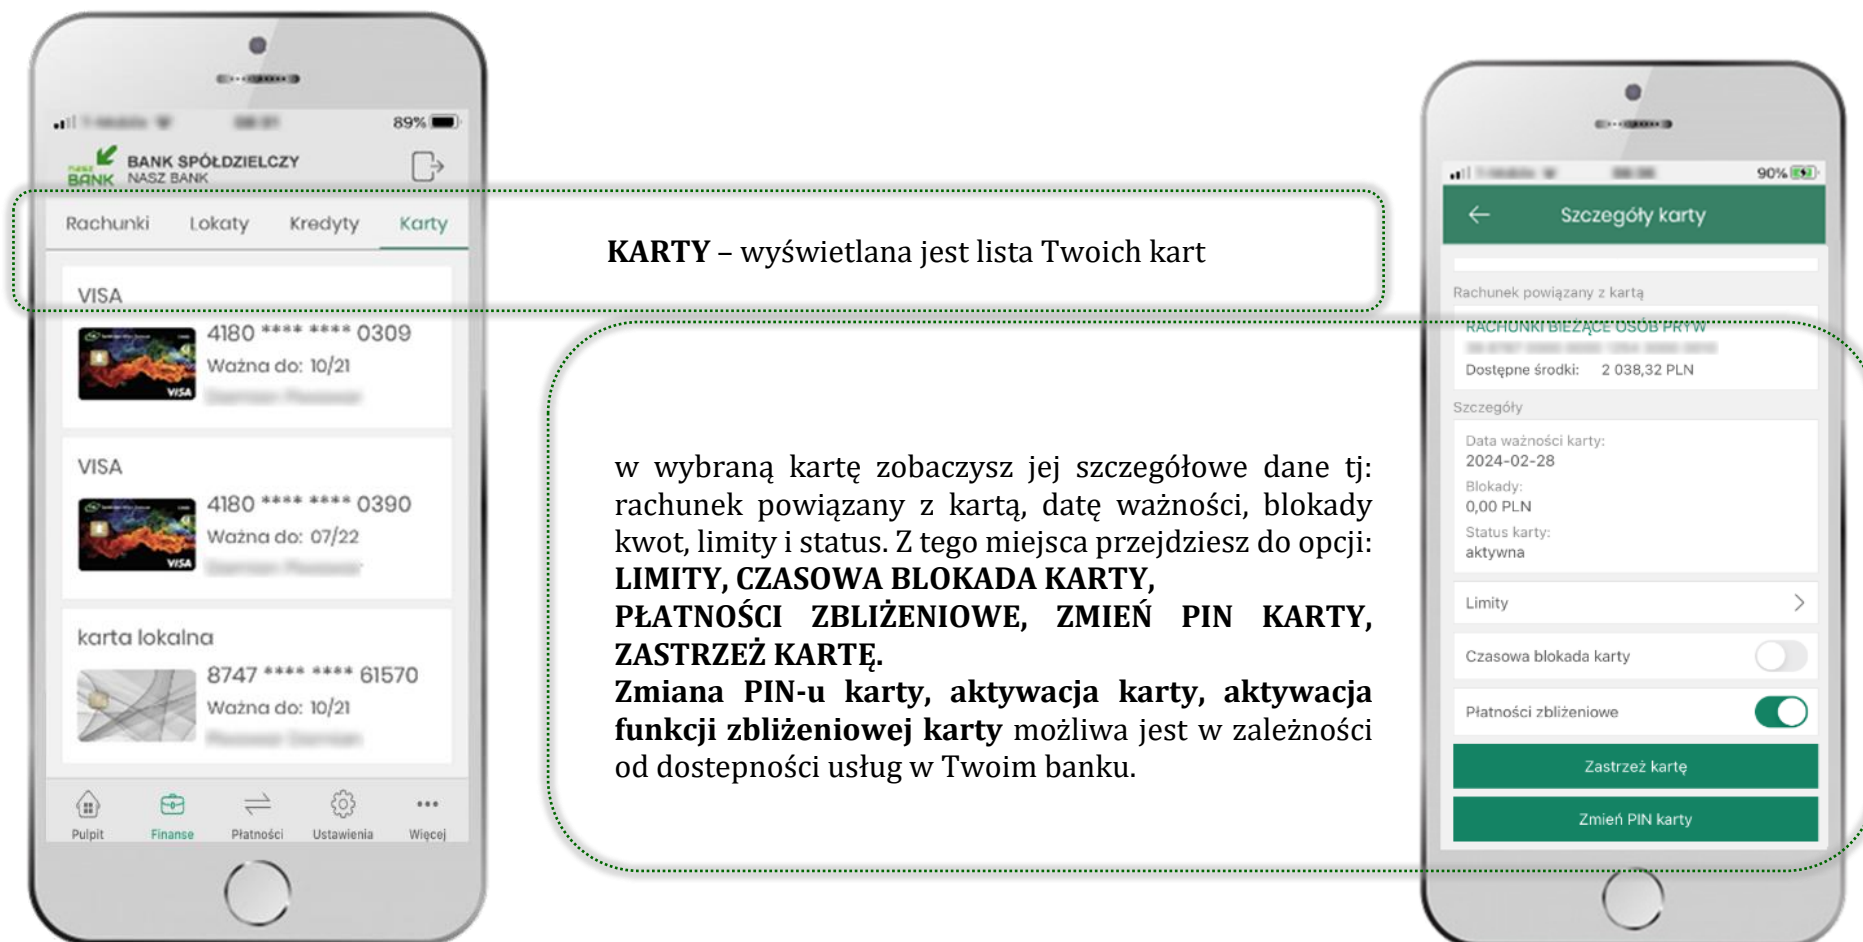 89%
nasz BANK
BANK SPÓŁDZIELCZY
NASZ BANK
Rachunki Lokaty Kredyty Karty
VISA
4180 **** **** 0309
Ważna do: 10/21
VISA
VISA
4180 **** **** 0390
Ważna do: 07/22
VISA
karta lokalna
8747 **** **** 61570
Ważna do: 10/21
Pulpit Finanse Płatności Ustawienia Więcej
KARTY – wyświetlana jest lista Twoich kart
w wybraną kartę zobaczysz jej szczegółowe dane tj:
rachunek powiązany z kartą, datę ważności, blokady
kwot, limity i status. Z tego miejsca przejdziesz do opcji:
LIMITY, CZASOWA BLOKADA KARTY,
PŁATNOŚCI ZBLIŻENIOWE, ZMIEŃ PIN KARTY,
ZASTRZEŻ KARTĘ.
Zmiana PIN-u karty, aktywacja karty, aktywacja
funkcji zbliżeniowej karty możliwa jest w zależności
od dostepności usług w Twoim banku.
90%
Szczegóły karty
Rachunek powiązany z kartą
RACHUNKI BIEŻĄCE OSÓB PRYW
Dostępne środki: 2 038,32 PLN
Szczegóły
Data ważności karty:
2024-02-28
Blokady:
0,00 PLN
Status karty:
aktywna
Limity
Czasowa blokada karty
Płatności zbliżeniowe
Zastrzeż kartę
Zmień PIN karty